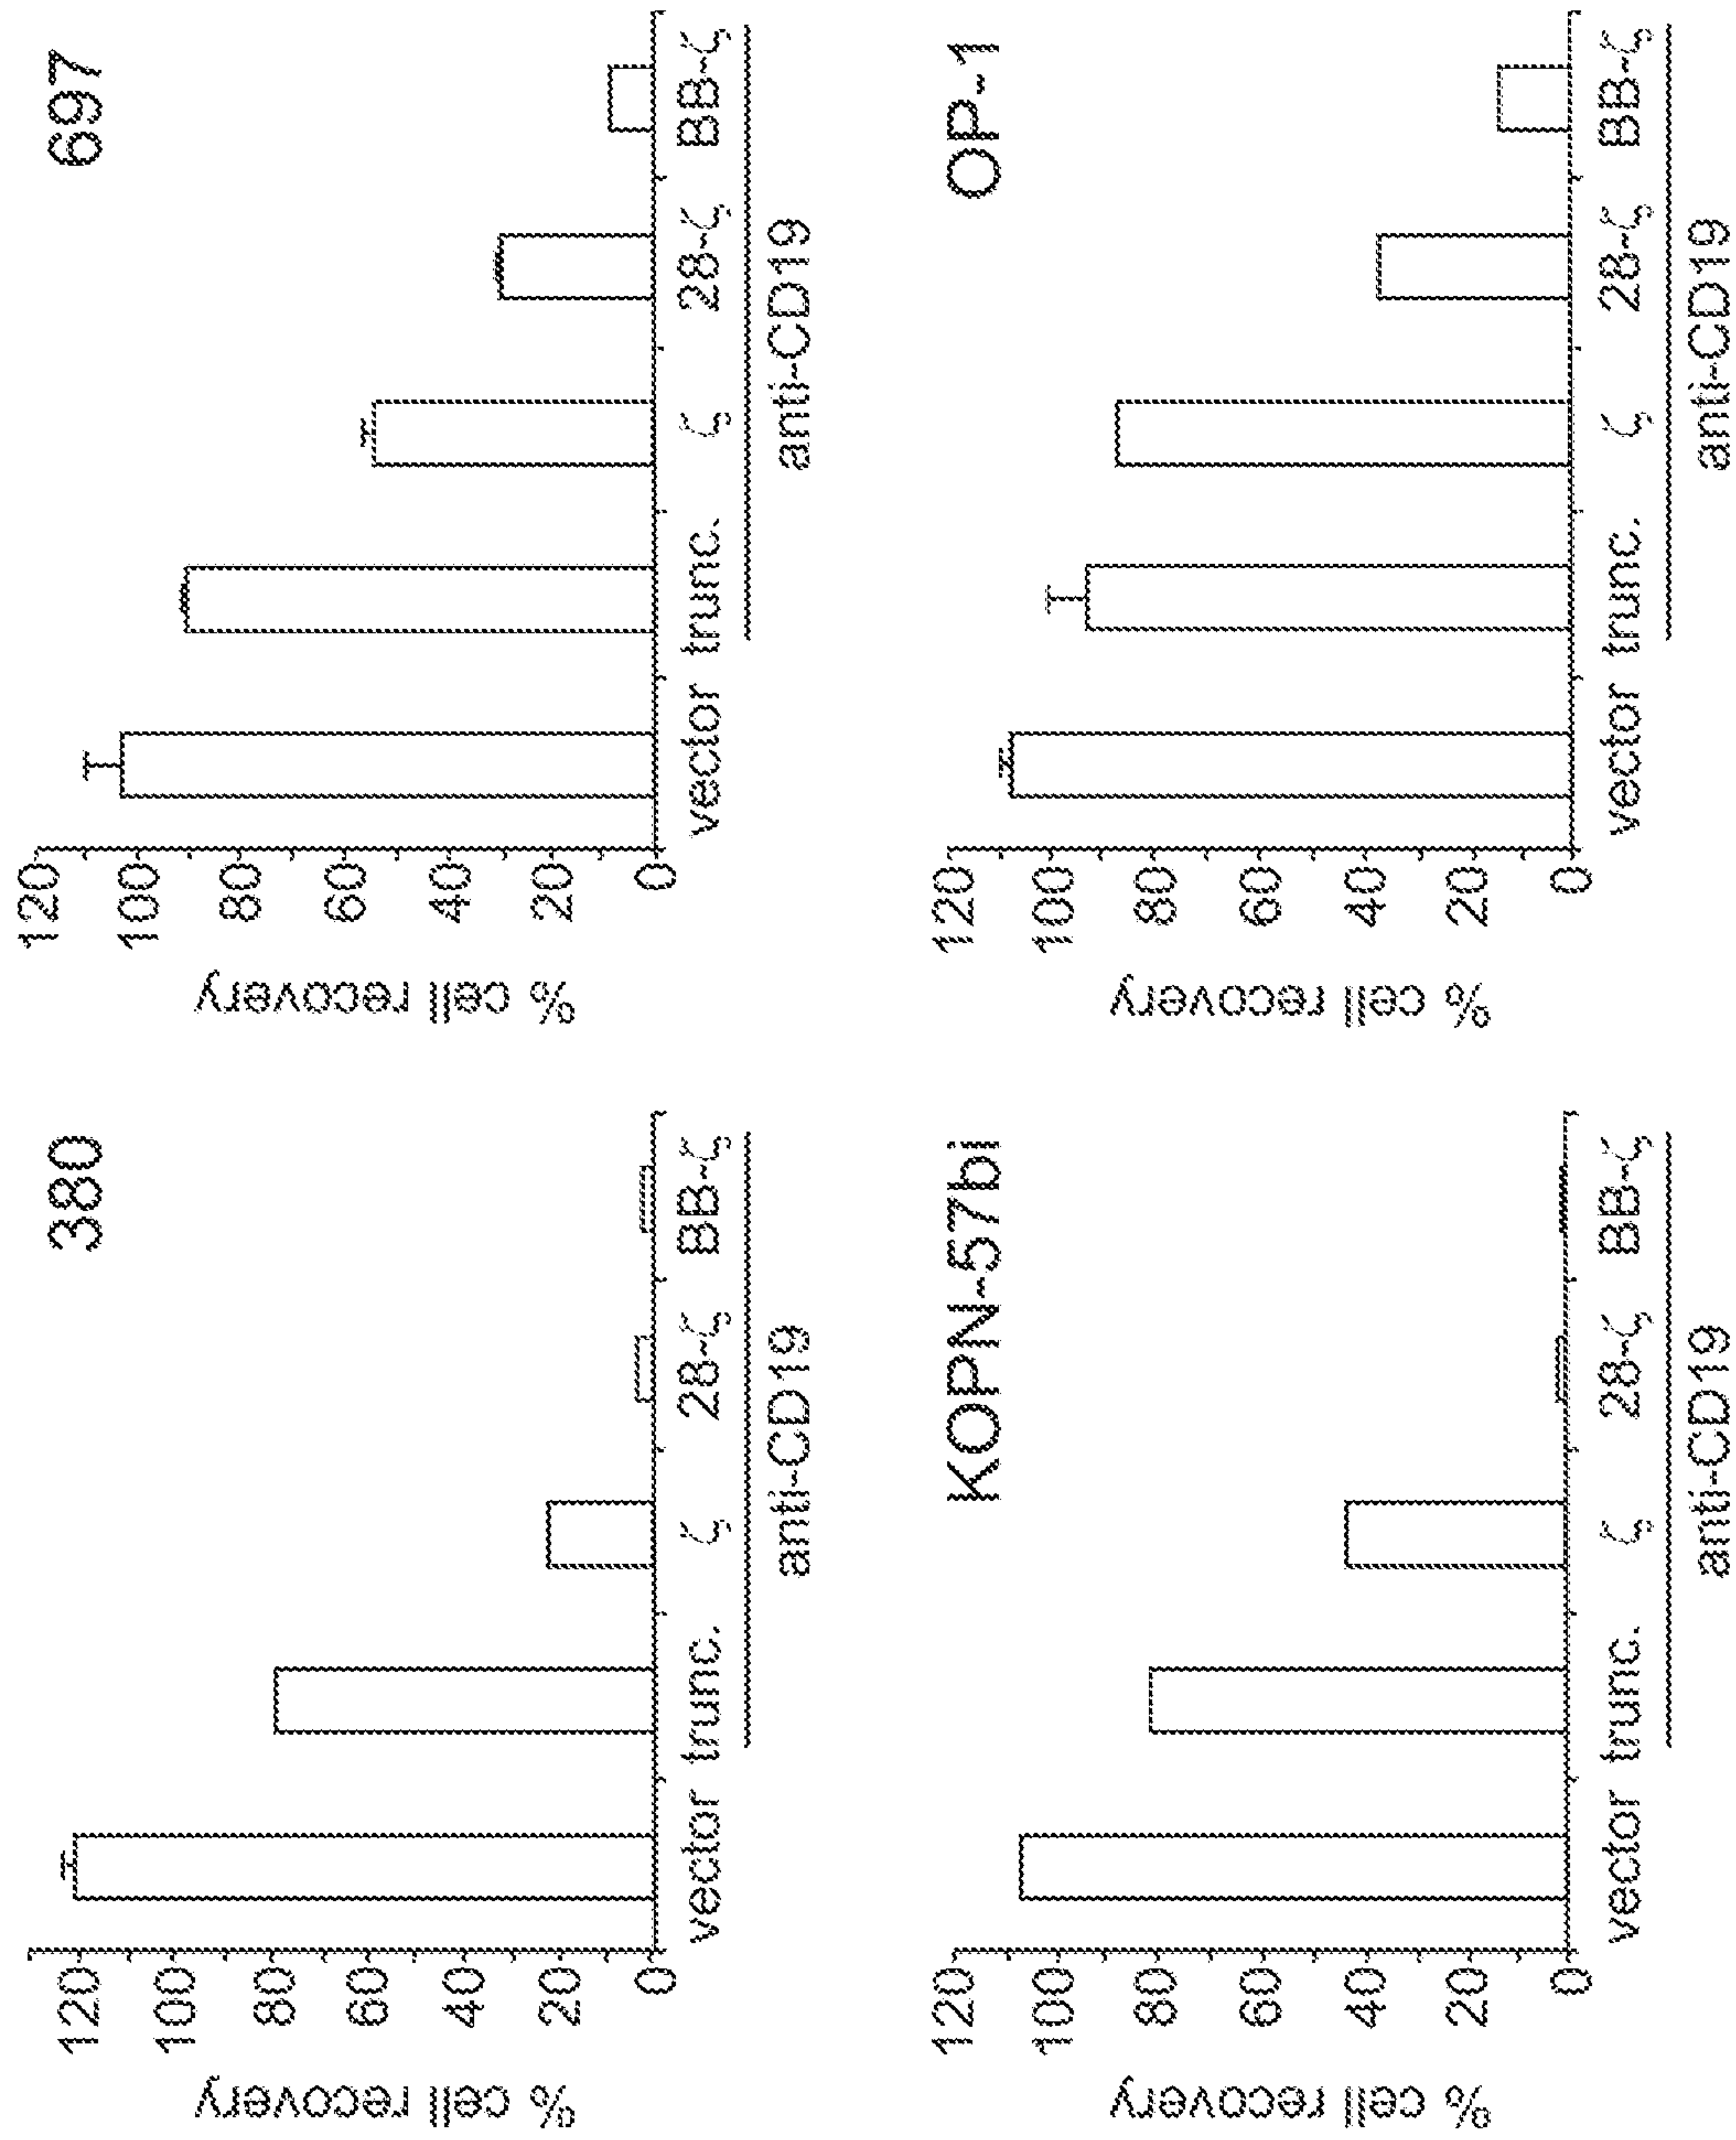 380
% cell recovery
120
100
80
60
40
20
0
vector trunc. ζ 28-ζ BB-ζ
anti-CD19
697
% cell recovery
120
100
80
60
40
20
0
vector trunc. ζ 28-ζ BB-ζ
anti-CD19
KOPN-57bi
% cell recovery
120
100
80
60
40
20
0
vector trunc. ζ 28-ζ BB-ζ
anti-CD19
OP-1
% cell recovery
120
100
80
60
40
20
0
vector trunc. ζ 28-ζ BB-ζ
anti-CD19